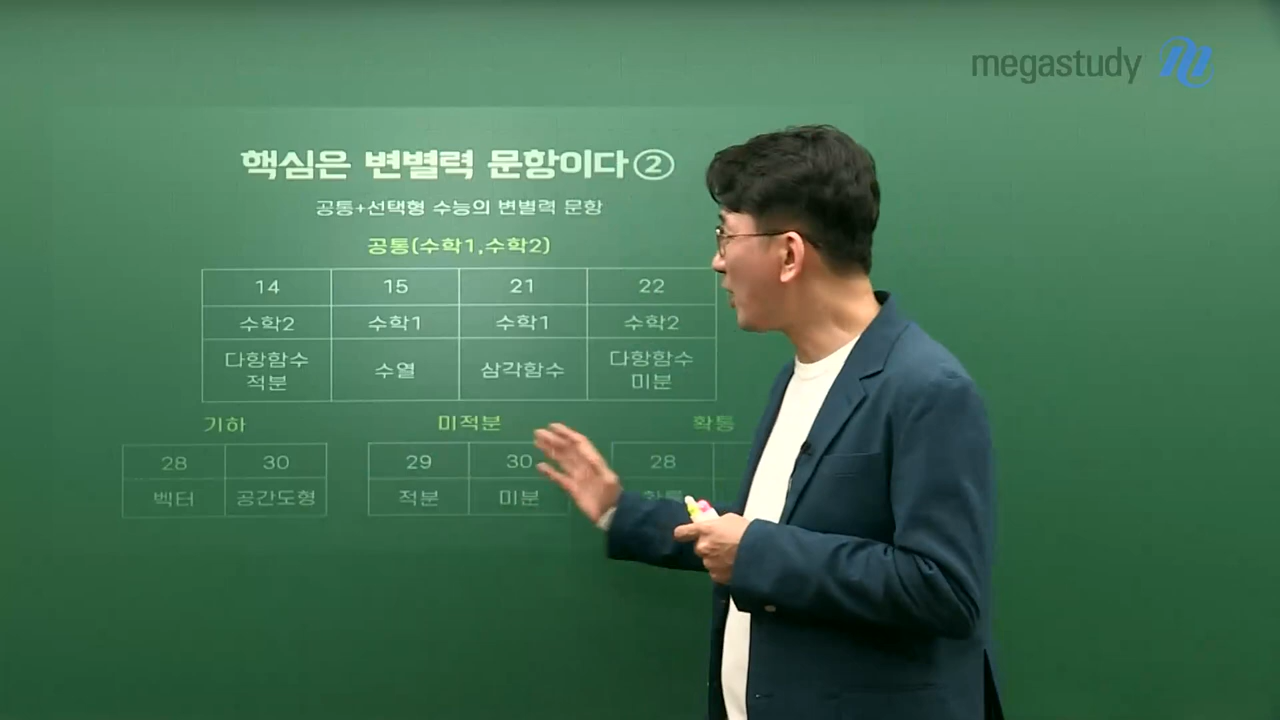 megastudy
핵심은 변별력 문항이다②
공통+선택형 수능의 변별력 문항
공통(수학1,수학2)
14 15 21 22
수학2 수학1 수학1 수학2
다항함수 적분 수열 삼각함수 다항함수 미분
기하 미적분 확통
28 30 29 30 28
벡터 공간도형 적분 미분